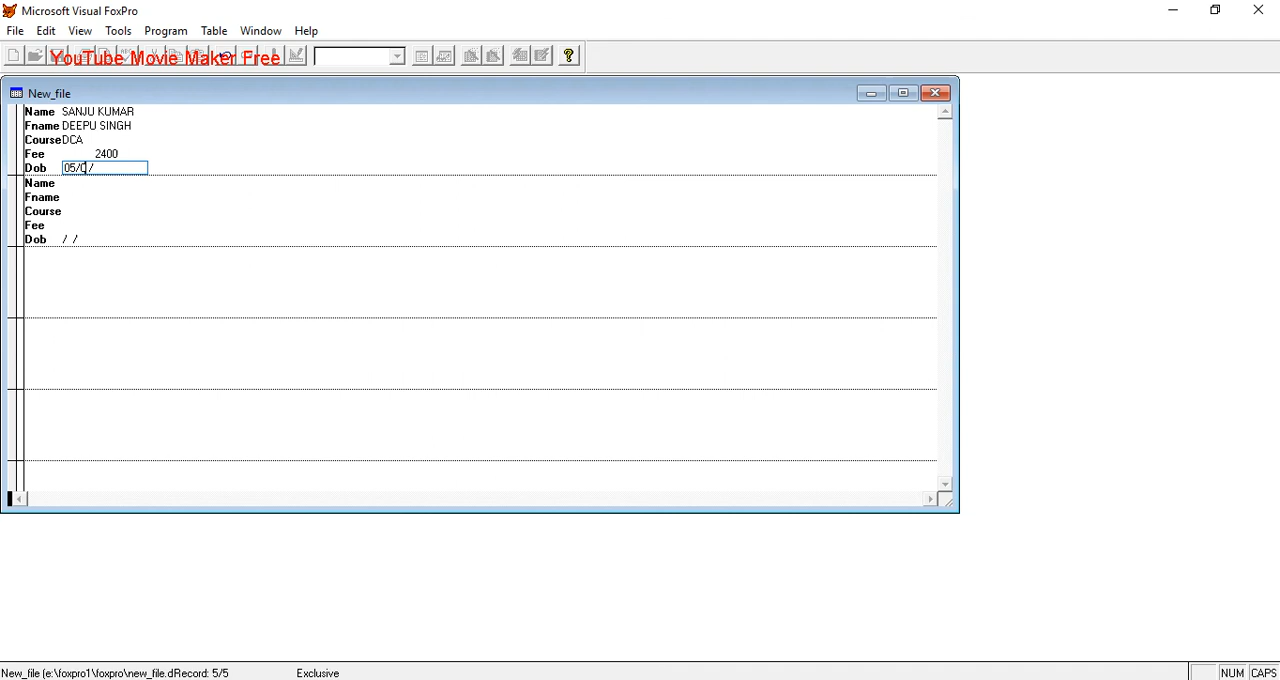 Microsoft Visual FoxPro
File Edit View Tools Program Table Window Help
YouTube Movie Maker Free
New_file
Name SANJU KUMAR
Fname DEEPU SINGH
Course DCA
Fee 2400
Dob 05/0 /
Name
Fname
Course
Fee
Dob / /
New_file (e:\foxpro1\foxpro\new_file.dRecord: 5/5 Exclusive NUM CAPS